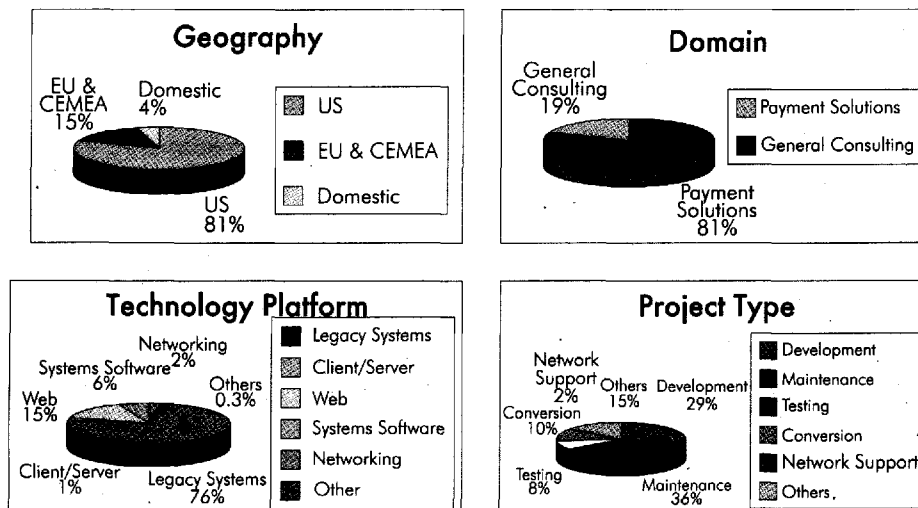 Geography
EU &
CEMEA
15%
Domestic
4%
US
81%
US
EU & CEMEA
Domestic
Domain
General
Consulting
19%
Payment
Solutions
81%
Payment Solutions
General Consulting
Technology Platform
Networking
2%
Systems Software
6%
Others
0.3%
Web
15%
Client/Server
1%
Legacy Systems
76%
Legacy Systems
Client/Server
Web
Systems Software
Networking
Other
Project Type
Network
Support
2%
Others
15%
Development
29%
Conversion
10%
Testing
8%
Maintenance
36%
Development
Maintenance
Testing
Conversion
Network Support
Others